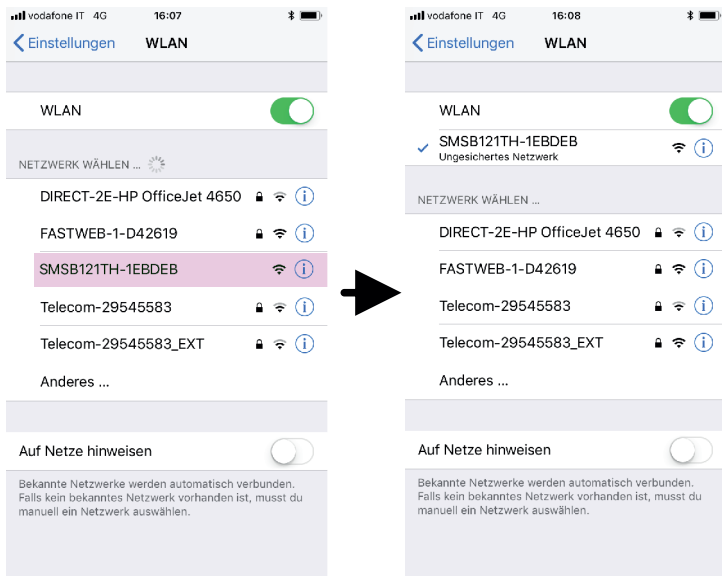 vodafone IT 4G 16:07
Einstellungen WLAN
WLAN
NETZWERK WÄHLEN ...
DIRECT-2E-HP OfficeJet 4650
FASTWEB-1-D42619
SMSB121TH-1EBDEB
Telecom-29545583
Telecom-29545583_EXT
Anderes ...
Auf Netze hinweisen
Bekannte Netzwerke werden automatisch verbunden.
Falls kein bekanntes Netzwerk vorhanden ist, musst du
manuell ein Netzwerk auswählen.
vodafone IT 4G 16:08
Einstellungen WLAN
WLAN
SMSB121TH-1EBDEB
Ungesichertes Netzwerk
NETZWERK WÄHLEN ...
DIRECT-2E-HP OfficeJet 4650
FASTWEB-1-D42619
Telecom-29545583
Telecom-29545583_EXT
Anderes ...
Auf Netze hinweisen
Bekannte Netzwerke werden automatisch verbunden.
Falls kein bekanntes Netzwerk vorhanden ist, musst du
manuell ein Netzwerk auswählen.